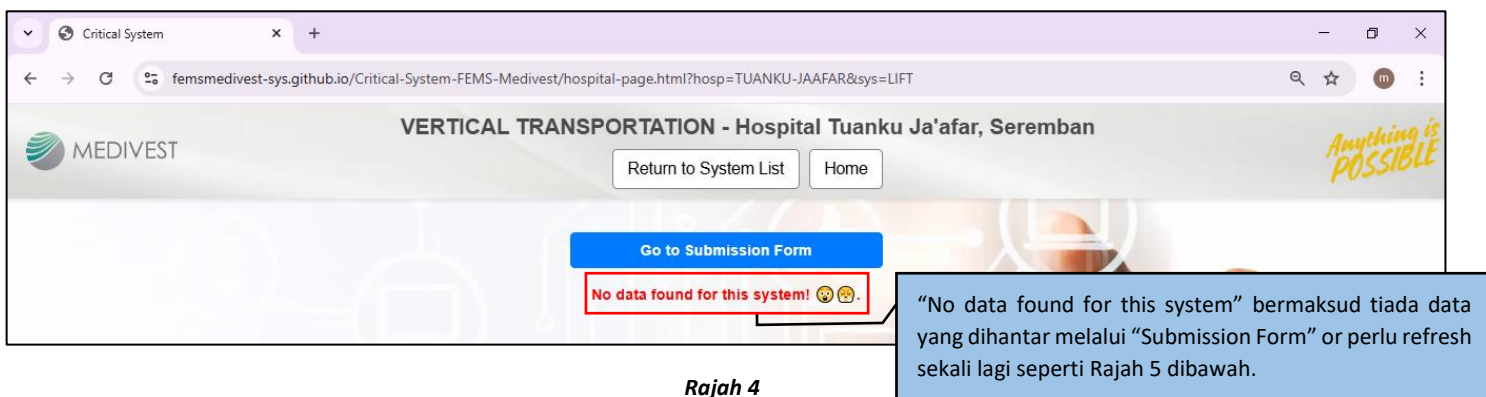 Critical System
femsmedivest-sys.github.io/Critical-System-FEMS-Medivest/hospital-page.html?hosp=TUANKU-JAAFAR&sys=LIFT
m
MEDIVEST
VERTICAL TRANSPORTATION - Hospital Tuanku Ja'afar, Seremban
Return to System List
Home
Anything is
POSSIBLE
Go to Submission Form
No data found for this system! 😮😤.
“No data found for this system” bermaksud tiada data
yang dihantar melalui “Submission Form” or perlu refresh
sekali lagi seperti Rajah 5 dibawah.
Rajah 4